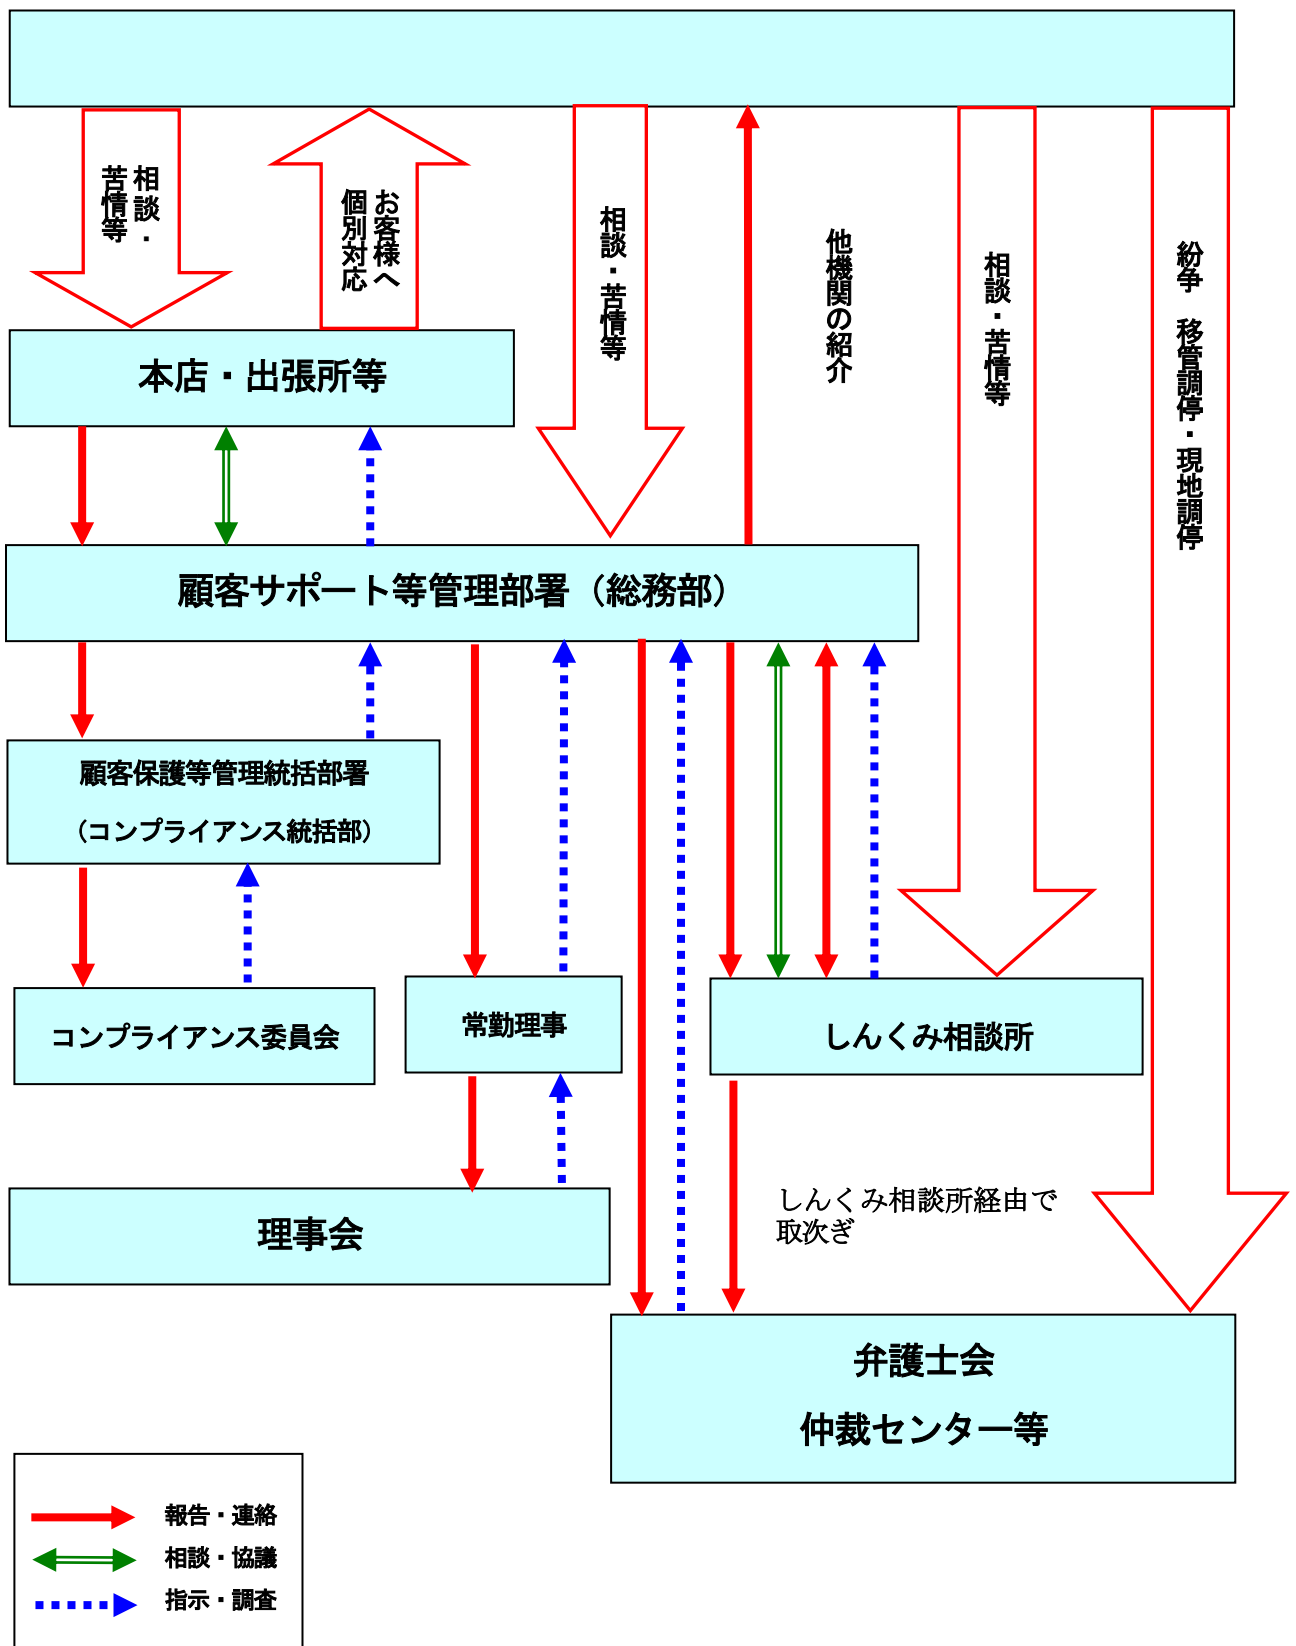 相談・
苦情等
お客様へ
個別対応
相談・苦情等
他機関の紹介
相談・苦情等
紛争　移管調停・現地調停
本店・出張所等
顧客サポート等管理部署（総務部）
顧客保護等管理統括部署
（コンプライアンス統括部）
コンプライアンス委員会
常勤理事
しんくみ相談所
理事会
しんくみ相談所経由で
取次ぎ
弁護士会
仲裁センター等
報告・連絡
相談・協議
指示・調査